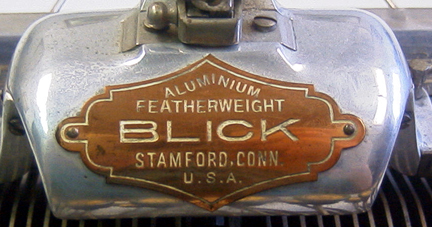 ALUMINIUM
FEATHERWEIGHT
BLICK
STAMFORD, CONN.
U.S.A.